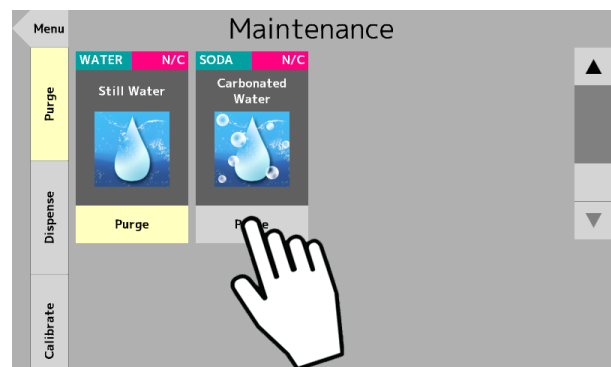 Menu
Maintenance
Purge
Dispense
Calibrate
WATER N/C
Still Water
Purge
SODA N/C
Carbonated
Water